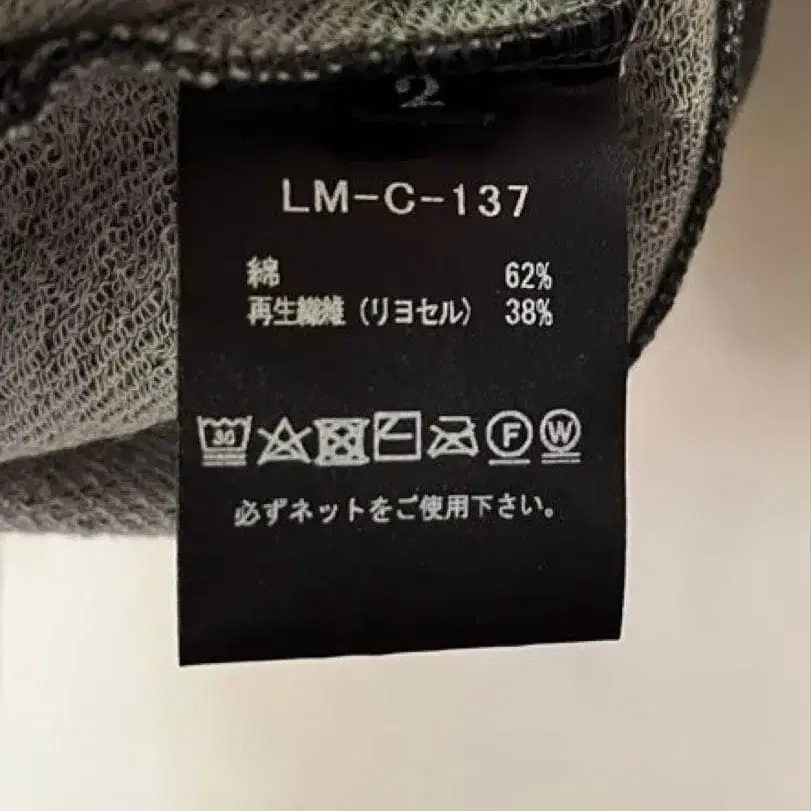 2
LM-C-137
綿 62%
再生繊維（リヨセル） 38%
30 F W
必ずネットをご使用下さい。